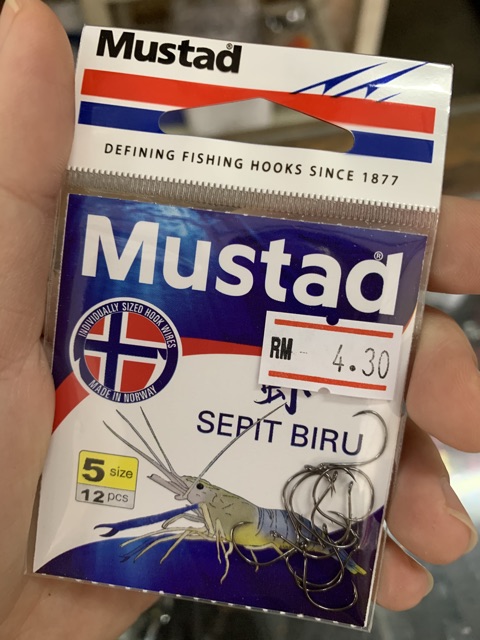 Mustad®
DEFINING FISHING HOOKS SINCE 1877
Mustad®
INDIVIDUALLY SIZED HOOK WIRES
MADE IN NORWAY
RM 4.30
SEPIT BIRU
5 size
12 pcs